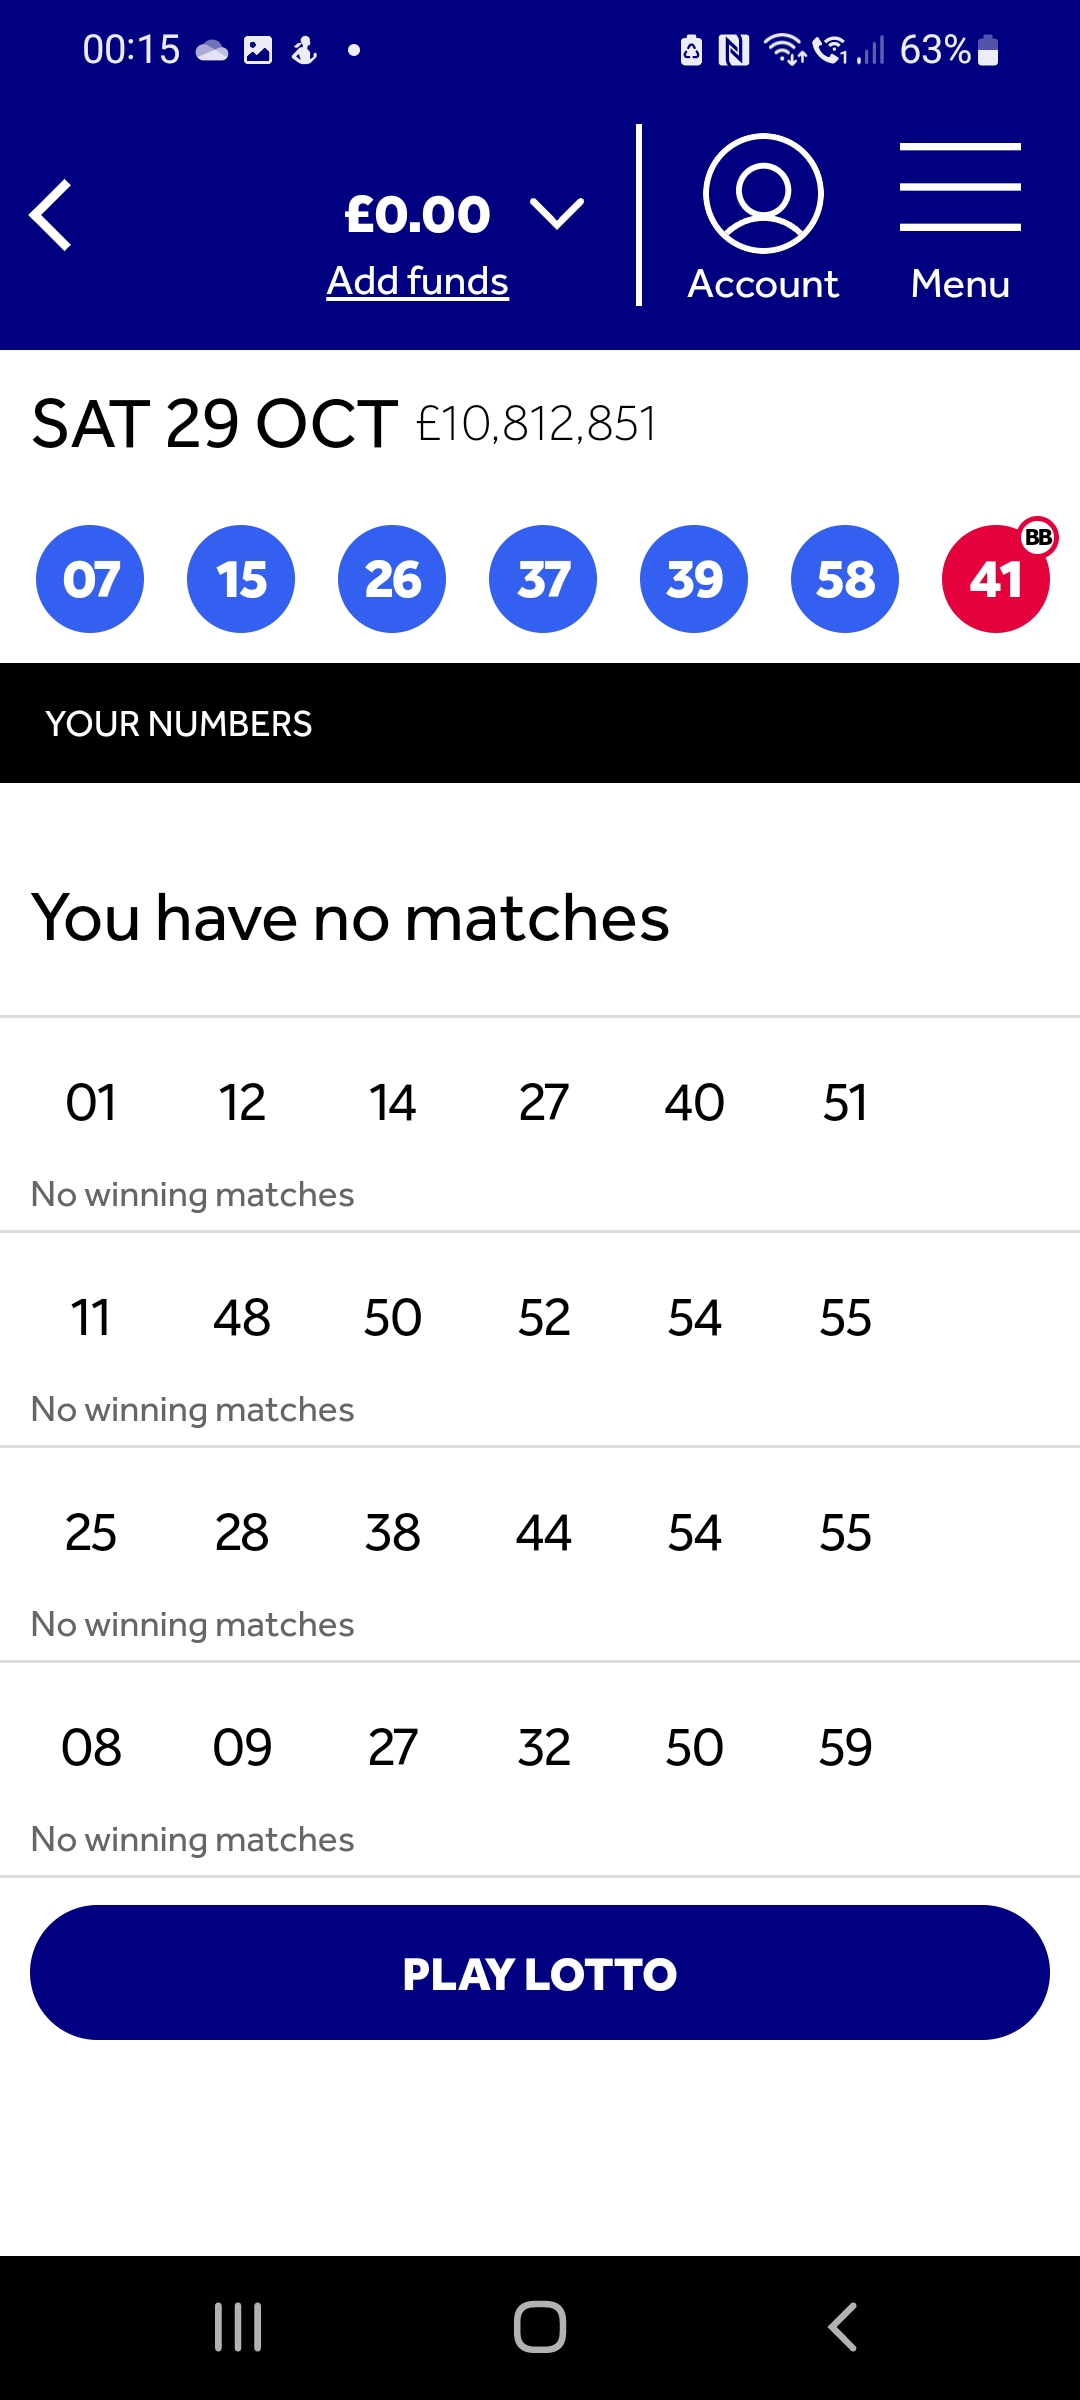 00:15 63%
£0.00
Add funds
Account
Menu
SAT 29 OCT £10,812,851
07 15 26 37 39 58 41 BB
YOUR NUMBERS
You have no matches
01 12 14 27 40 51
No winning matches
11 48 50 52 54 55
No winning matches
25 28 38 44 54 55
No winning matches
08 09 27 32 50 59
No winning matches
PLAY LOTTO